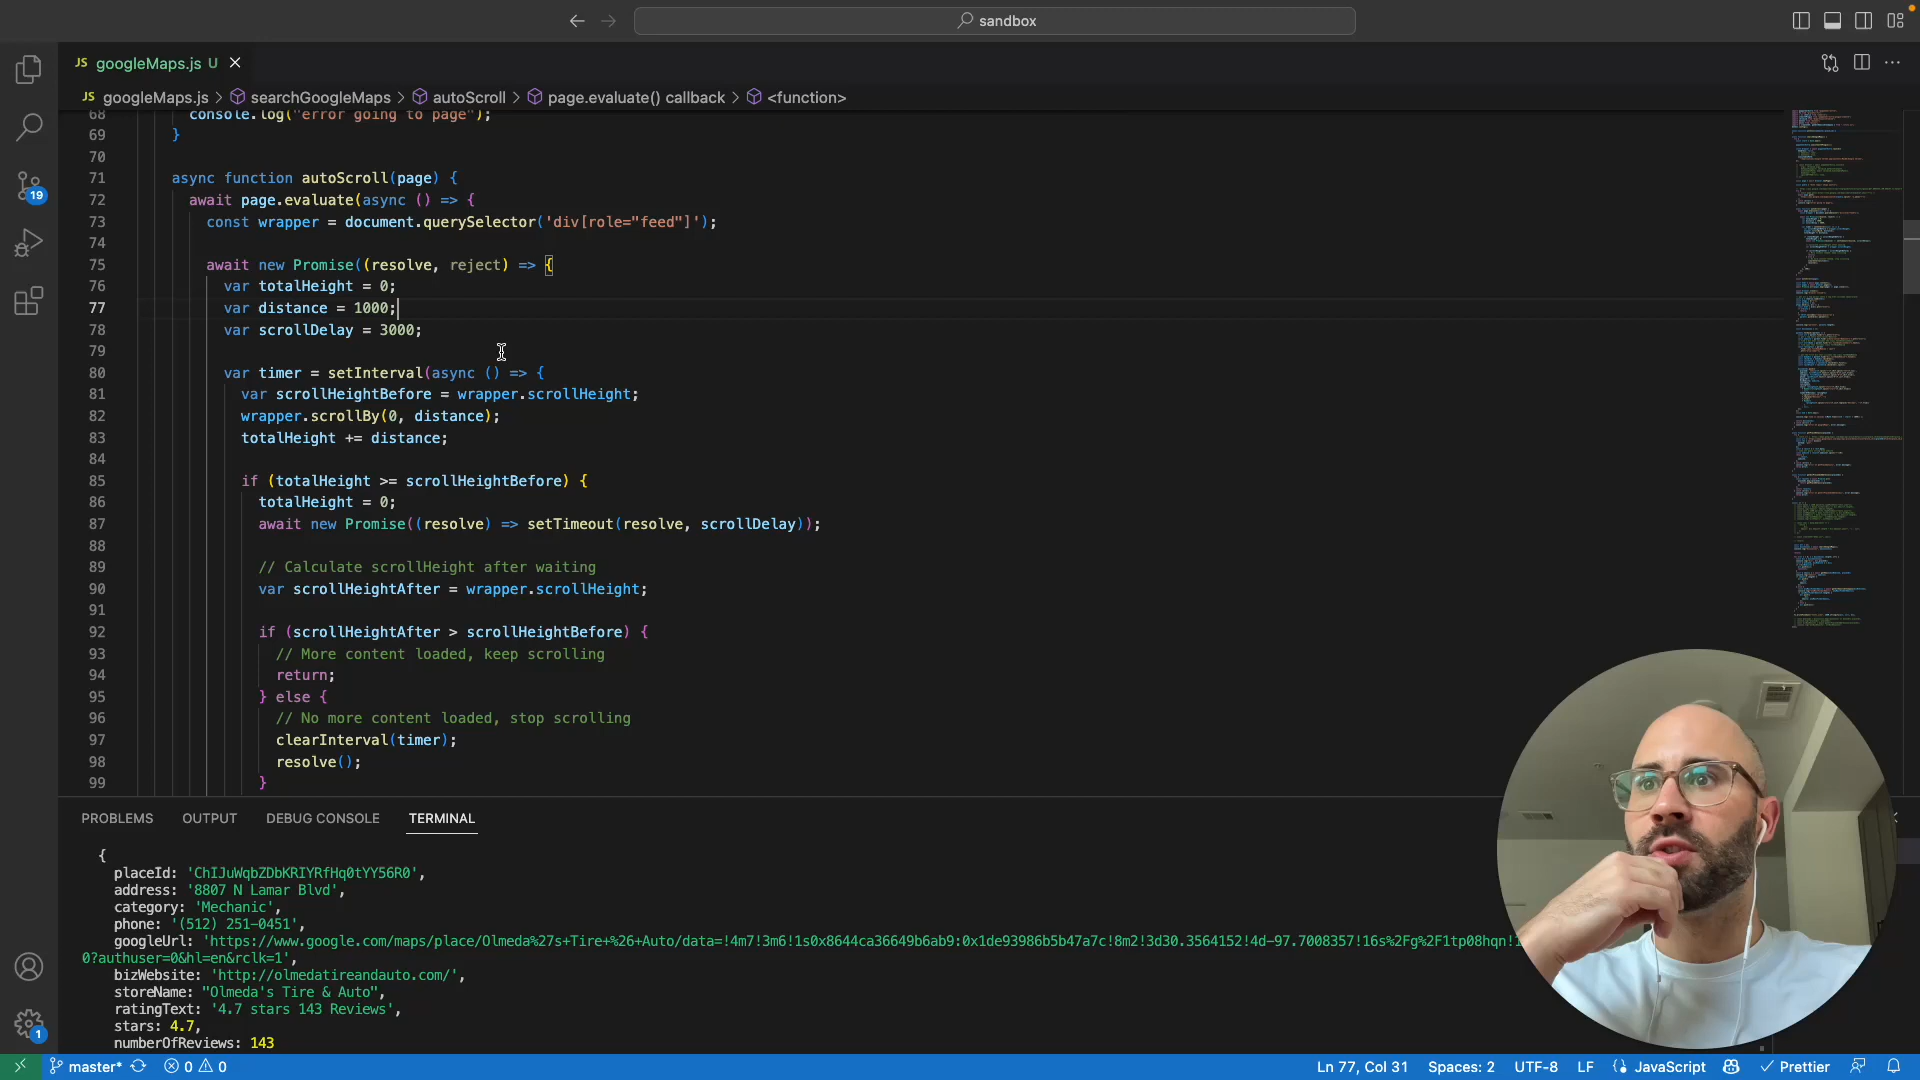 sandbox
JS googleMaps.js U
JS googleMaps.js > searchGoogleMaps > autoScroll > page.evaluate() callback > <function>
68 console.log("error going to page");
69 }
70
71 async function autoScroll(page) {
72 await page.evaluate(async () => {
73 const wrapper = document.querySelector('div[role="feed"]');
74
75 await new Promise((resolve, reject) => {
76 var totalHeight = 0;
77 var distance = 1000;
78 var scrollDelay = 3000;
79
80 var timer = setInterval(async () => {
81 var scrollHeightBefore = wrapper.scrollHeight;
82 wrapper.scrollBy(0, distance);
83 totalHeight += distance;
84
85 if (totalHeight >= scrollHeightBefore) {
86 totalHeight = 0;
87 await new Promise((resolve) => setTimeout(resolve, scrollDelay));
88
89 // Calculate scrollHeight after waiting
90 var scrollHeightAfter = wrapper.scrollHeight;
91
92 if (scrollHeightAfter > scrollHeightBefore) {
93 // More content loaded, keep scrolling
94 return;
95 } else {
96 // No more content loaded, stop scrolling
97 clearInterval(timer);
98 resolve();
99 }
19
PROBLEMS OUTPUT DEBUG CONSOLE TERMINAL
{
placeId: 'ChIJuWqbZDbKRIYRfHq0tYY56R0',
address: '8807 N Lamar Blvd',
category: 'Mechanic',
phone: '(512) 251-0451',
googleUrl: 'https://www.google.com/maps/place/Olmeda%27s+Tire+%26+Auto/data=!4m7!3m6!1s0x8644ca36649b6ab9:0x1de93986b5b47a7c!8m2!3d30.3564152!4d-97.7008357!16s%2Fg%2F1tp08hqn!1
0?authuser=0&hl=en&rclk=1',
bizWebsite: 'http://olmedatireandauto.com/',
storeName: "Olmeda's Tire & Auto",
ratingText: '4.7 stars 143 Reviews',
stars: 4.7,
numberOfReviews: 143
1
master* 0 0 Ln 77, Col 31 Spaces: 2 UTF-8 LF JavaScript Prettier